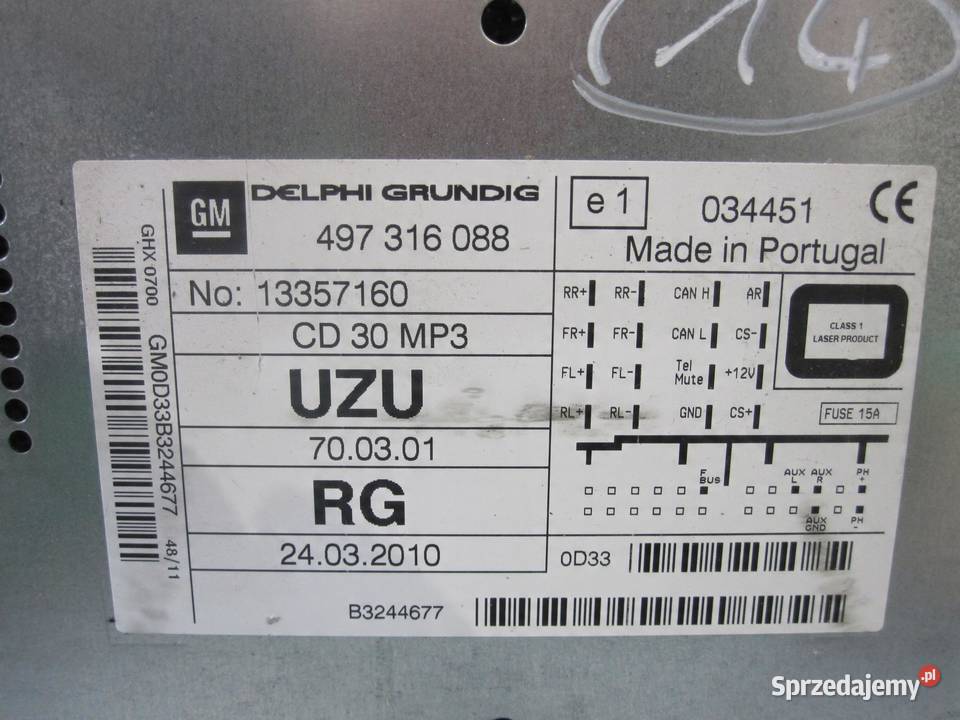 14
GM
DELPHI GRUNDIG
497 316 088
e 1
034451
CE
Made in Portugal
No: 13357160
CD 30 MP3
UZU
70.03.01
RG
24.03.2010
GHX 0700
GM0D33B3244677
48/11
RR+ RR- CAN H AR
FR+ FR- CAN L CS-
FL+ FL- Tel Mute +12V
RL+ RL- GND CS+
CLASS 1
LASER PRODUCT
FUSE 15A
F BUS
AUX L
AUX R
PH +
AUX GND
PH -
0D33
B3244677
Sprzedajemy.pl